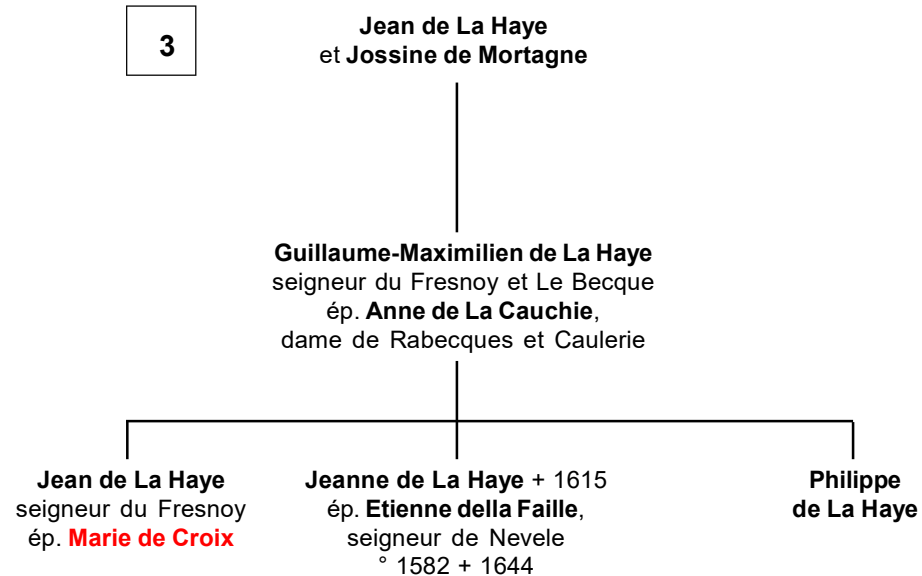 3
Jean de La Haye
et Jossine de Mortagne
Guillaume-Maximilien de La Haye
seigneur du Fresnoy et Le Becque
ép. Anne de La Cauchie,
dame de Rabecques et Caulerie
Jean de La Haye
seigneur du Fresnoy
ép. Marie de Croix
Jeanne de La Haye + 1615
ép. Etienne della Faille,
seigneur de Nevele
° 1582 + 1644
Philippe
de La Haye